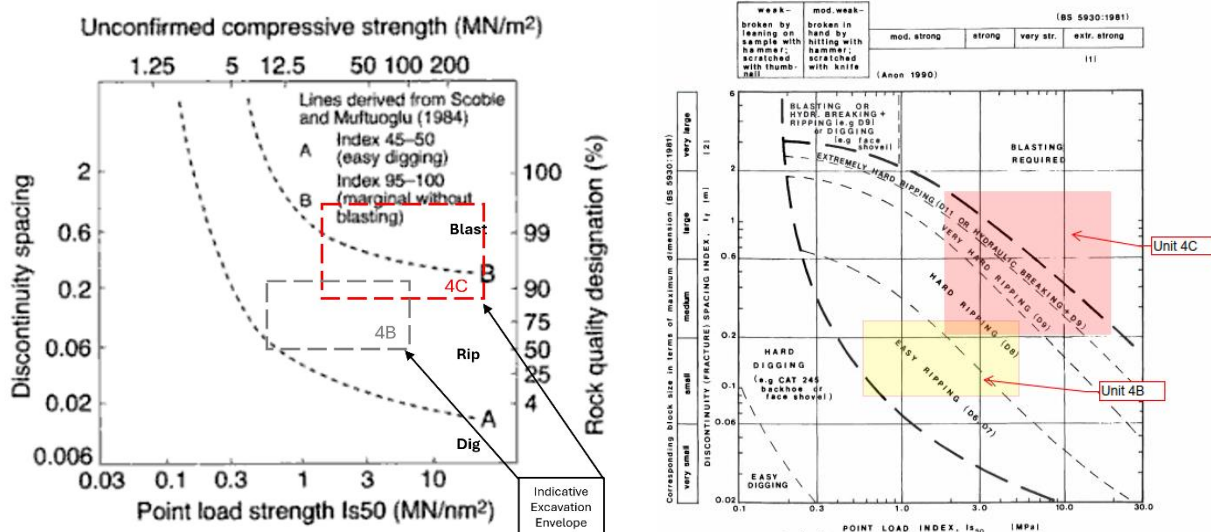 Unconfirmed compressive strength (MN/m²)
1.25 5 12.5 50 100 200
Lines derived from Scoble
and Muftuoglu (1984)
Index 45–50
A (easy digging)
Index 95–100
B (marginal without
blasting)
Blast
B
4C
4B
Rip
A
Dig
Discontinuity spacing
2
0.6
0.2
0.06
0.02
0.006
Rock quality designation (%)
100
99
90
75
50
25
4
0.03 0.1 0.3 1 3 10
Point load strength Is50 (MN/nm²)
Indicative
Excavation
Envelope
weak-
broken by
leaning on
sample with
hammer;
scratched
with thumb-
nail
mod.weak-
broken in
hand by
hitting with
hammer;
scratched
with knife
(BS 5930:1981)
mod. strong strong very str. extr. strong
(1)
(Anon 1990)
Corresponding block size in terms of maximum dimension (BS 5930:1981)
very large
large
medium
small
very small
DISCONTINUITY (FRACTURE) SPACING INDEX, If (m) (2)
6
2
1
0.6
0.2
0.1
0.06
0.02
BLASTING OR
HYDR. BREAKING+
RIPPING (e.g D9)
or DIGGING
(e.g face
shovel)
BLASTING
REQUIRED
EXTREMELY HARD RIPPING (D11 OR HYDRAULIC BREAKING + D9)
VERY HARD RIPPING (D9)
HARD RIPPING (D8)
EASY RIPPING (D6,D7)
HARD
DIGGING
(e.g CAT 245
backhoe or
face shovel)
EASY
DIGGING
Unit 4C
Unit 4B
0.1 0.3 1.0 3.0 10.0 30.0
POINT LOAD INDEX, Is50 (MPa)